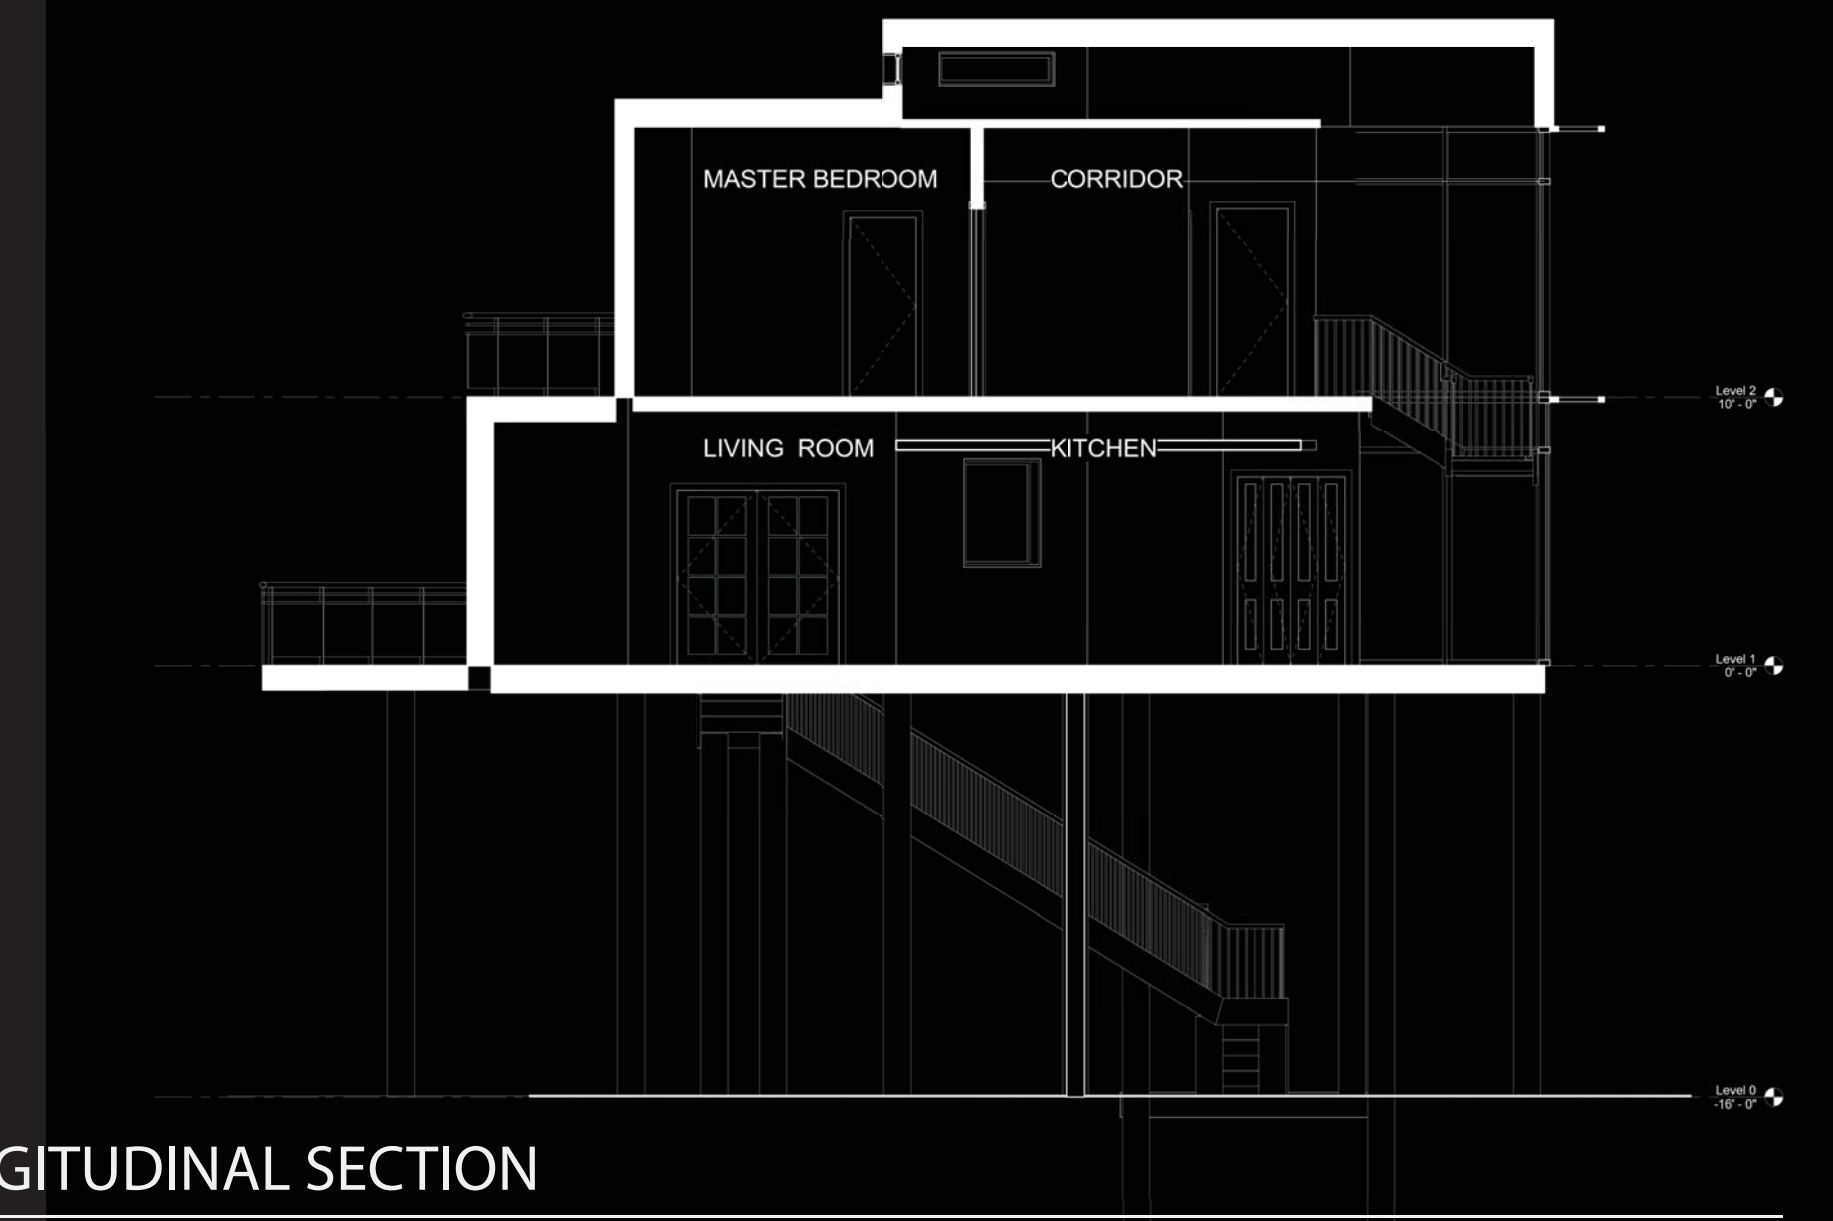 MASTER BEDROOM
CORRIDOR
Level 2
10' - 0"
LIVING ROOM
KITCHEN
Level 1
0' - 0"
Level 0
-16' - 0"
GITUDINAL SECTION